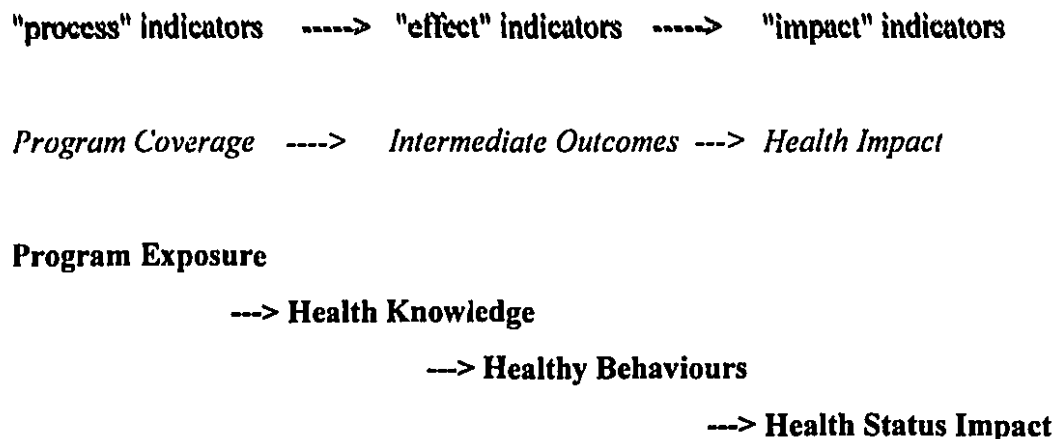 "process" indicators -----> "effect" indicators -----> "impact" indicators
Program Coverage ----> Intermediate Outcomes ---> Health Impact
Program Exposure
---> Health Knowledge
---> Healthy Behaviours
---> Health Status Impact